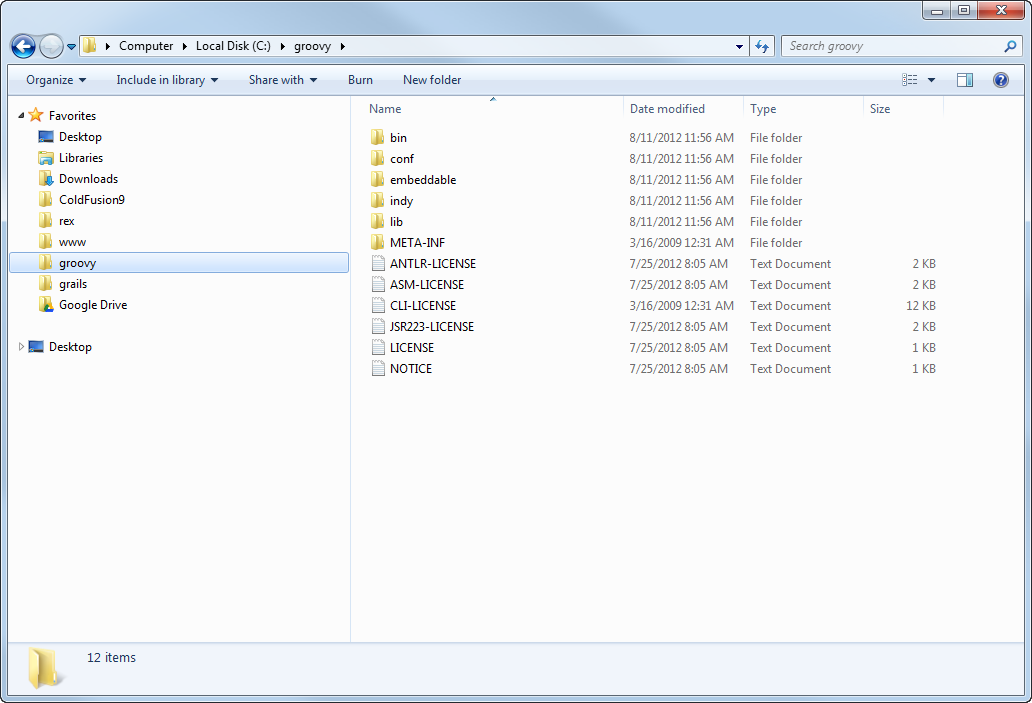 Computer Local Disk (C:) groovy Search groovy
Organize Include in library Share with Burn New folder
Favorites
Desktop
Libraries
Downloads
ColdFusion9
rex
www
groovy
grails
Google Drive
Desktop
Name Date modified Type Size
bin 8/11/2012 11:56 AM File folder
conf 8/11/2012 11:56 AM File folder
embeddable 8/11/2012 11:56 AM File folder
indy 8/11/2012 11:56 AM File folder
lib 8/11/2012 11:56 AM File folder
META-INF 3/16/2009 12:31 AM File folder
ANTLR-LICENSE 7/25/2012 8:05 AM Text Document 2 KB
ASM-LICENSE 7/25/2012 8:05 AM Text Document 2 KB
CLI-LICENSE 3/16/2009 12:31 AM Text Document 12 KB
JSR223-LICENSE 7/25/2012 8:05 AM Text Document 2 KB
LICENSE 7/25/2012 8:05 AM Text Document 1 KB
NOTICE 7/25/2012 8:05 AM Text Document 1 KB
12 items